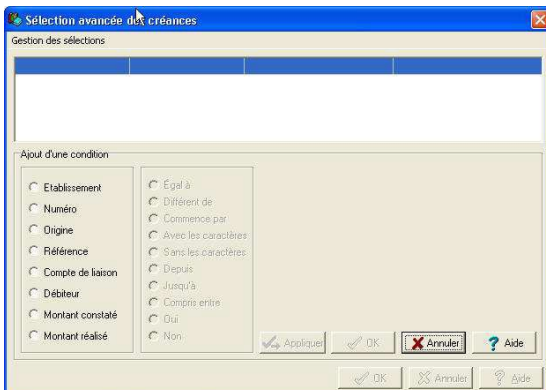 Sélection avancée des créances
Gestion des sélections
Ajout d'une condition
Etablissement
Numéro
Origine
Référence
Compte de liaison
Débiteur
Montant constaté
Montant réalisé
Égal à
Différent de
Commence par
Avec les caractères
Sans les caractères
Depuis
Jusqu'à
Compris entre
Oui
Non
Appliquer OK Annuler Aide
OK Annuler Aide